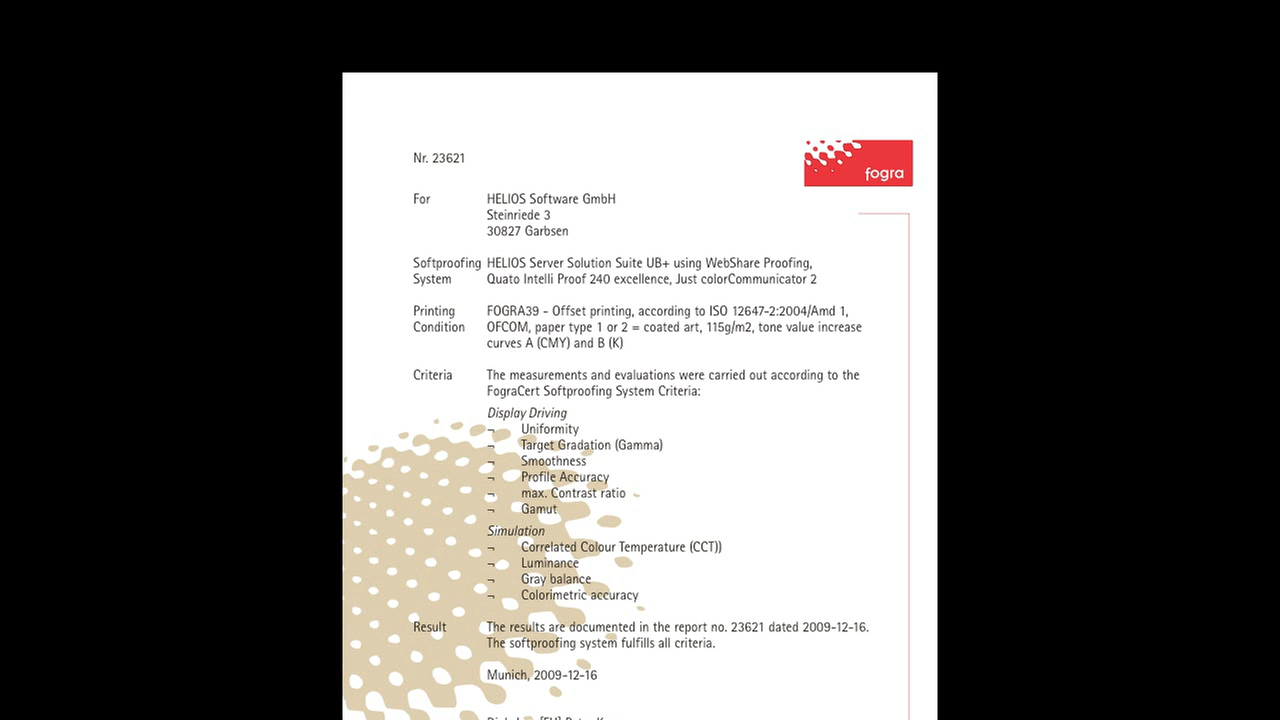 Nr. 23621
fogra
For HELIOS Software GmbH
Steinriede 3
30827 Garbsen
Softproofing HELIOS Server Solution Suite UB+ using WebShare Proofing,
System Quato Intelli Proof 240 excellence, Just colorCommunicator 2
Printing FOGRA39 - Offset printing, according to ISO 12647-2:2004/Amd 1,
Condition OFCOM, paper type 1 or 2 = coated art, 115g/m2, tone value increase
curves A (CMY) and B (K)
Criteria The measurements and evaluations were carried out according to the
FograCert Softproofing System Criteria:
Display Driving
¬ Uniformity
¬ Target Gradation (Gamma)
¬ Smoothness
¬ Profile Accuracy
¬ max. Contrast ratio
¬ Gamut
Simulation
¬ Correlated Colour Temperature (CCT))
¬ Luminance
¬ Gray balance
¬ Colorimetric accuracy
Result The results are documented in the report no. 23621 dated 2009-12-16.
The softproofing system fulfills all criteria.
Munich, 2009-12-16